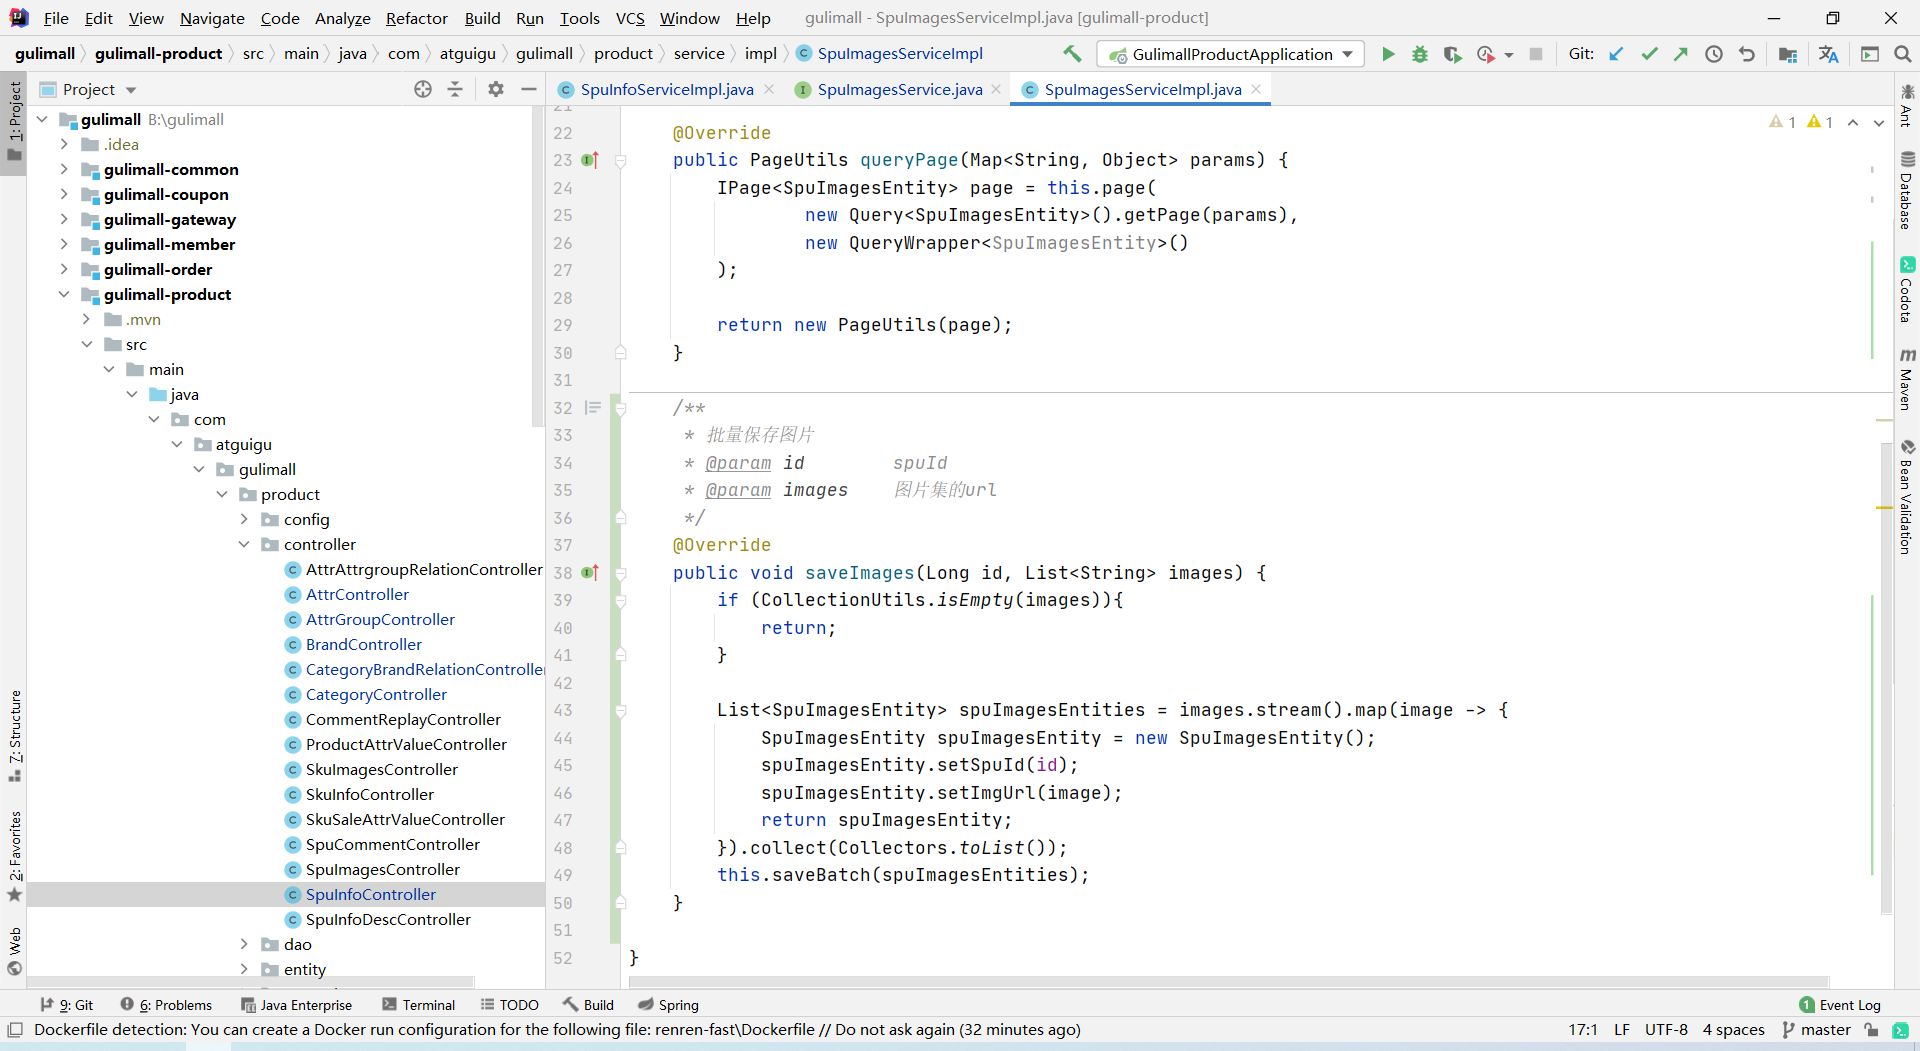 File Edit View Navigate Code Analyze Refactor Build Run Tools VCS Window Help gulimall - SpuImagesServiceImpl.java [gulimall-product]
gulimall gulimall-product src main java com atguigu gulimall product service impl SpuImagesServiceImpl GulimallProductApplication Git:
Project
SpuInfoServiceImpl.java SpuImagesService.java SpuImagesServiceImpl.java
1: Project
7: Structure
2: Favorites
Web
gulimall B:\gulimall
.idea
gulimall-common
gulimall-coupon
gulimall-gateway
gulimall-member
gulimall-order
gulimall-product
.mvn
src
main
java
com
atguigu
gulimall
product
config
controller
AttrAttrgroupRelationController
AttrController
AttrGroupController
BrandController
CategoryBrandRelationController
CategoryController
CommentReplayController
ProductAttrValueController
SkuImagesController
SkuInfoController
SkuSaleAttrValueController
SpuCommentController
SpuImagesController
SpuInfoController
SpuInfoDescController
dao
entity
21
22 @Override
23 public PageUtils queryPage(Map<String, Object> params) {
24 IPage<SpuImagesEntity> page = this.page(
25 new Query<SpuImagesEntity>().getPage(params),
26 new QueryWrapper<SpuImagesEntity>()
27 );
28
29 return new PageUtils(page);
30 }
31
32 /**
33 * 批量保存图片
34 * @param id spuId
35 * @param images 图片集的url
36 */
37 @Override
38 public void saveImages(Long id, List<String> images) {
39 if (CollectionUtils.isEmpty(images)){
40 return;
41 }
42
43 List<SpuImagesEntity> spuImagesEntities = images.stream().map(image -> {
44 SpuImagesEntity spuImagesEntity = new SpuImagesEntity();
45 spuImagesEntity.setSpuId(id);
46 spuImagesEntity.setImgUrl(image);
47 return spuImagesEntity;
48 }).collect(Collectors.toList());
49 this.saveBatch(spuImagesEntities);
50 }
51
52 }
1 1
Ant
Database
Codota
Maven
Bean Validation
9: Git 6: Problems Java Enterprise Terminal TODO Build Spring 1 Event Log
Dockerfile detection: You can create a Docker run configuration for the following file: renren-fast\Dockerfile // Do not ask again (32 minutes ago) 17:1 LF UTF-8 4 spaces master